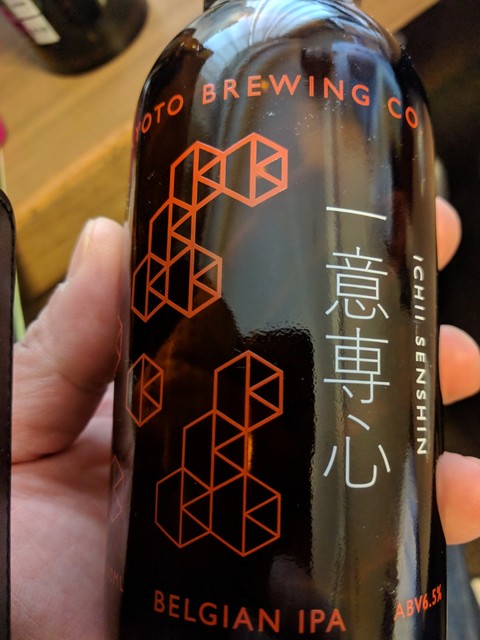 YOTO BREWING CO
一意専心
ICHII SENSHIN
BELGIAN IPA
ABV6.5%